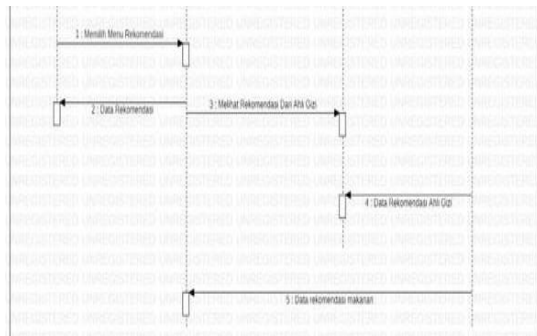 1 : Memilih Menu Rekomendasi
2 : Data Rekomendasi
3 : Melihat Rekomendasi Dari Ahli Gizi
4 : Data Rekomendasi Ahli Gizi
5 : Data rekomendasi makanan
UNREGISTERED